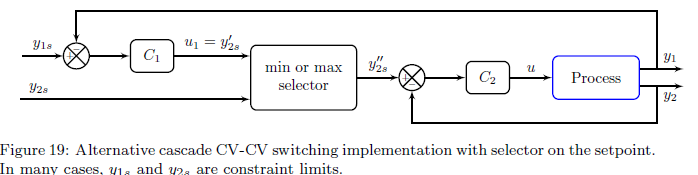 y₁ₛ
C₁
u₁ = y′₂ₛ
y₂ₛ
min or max
selector
y″₂ₛ
C₂
u
Process
y₁
y₂
Figure 19: Alternative cascade CV-CV switching implementation with selector on the setpoint.
In many cases, y₁ₛ and y₂ₛ are constraint limits.